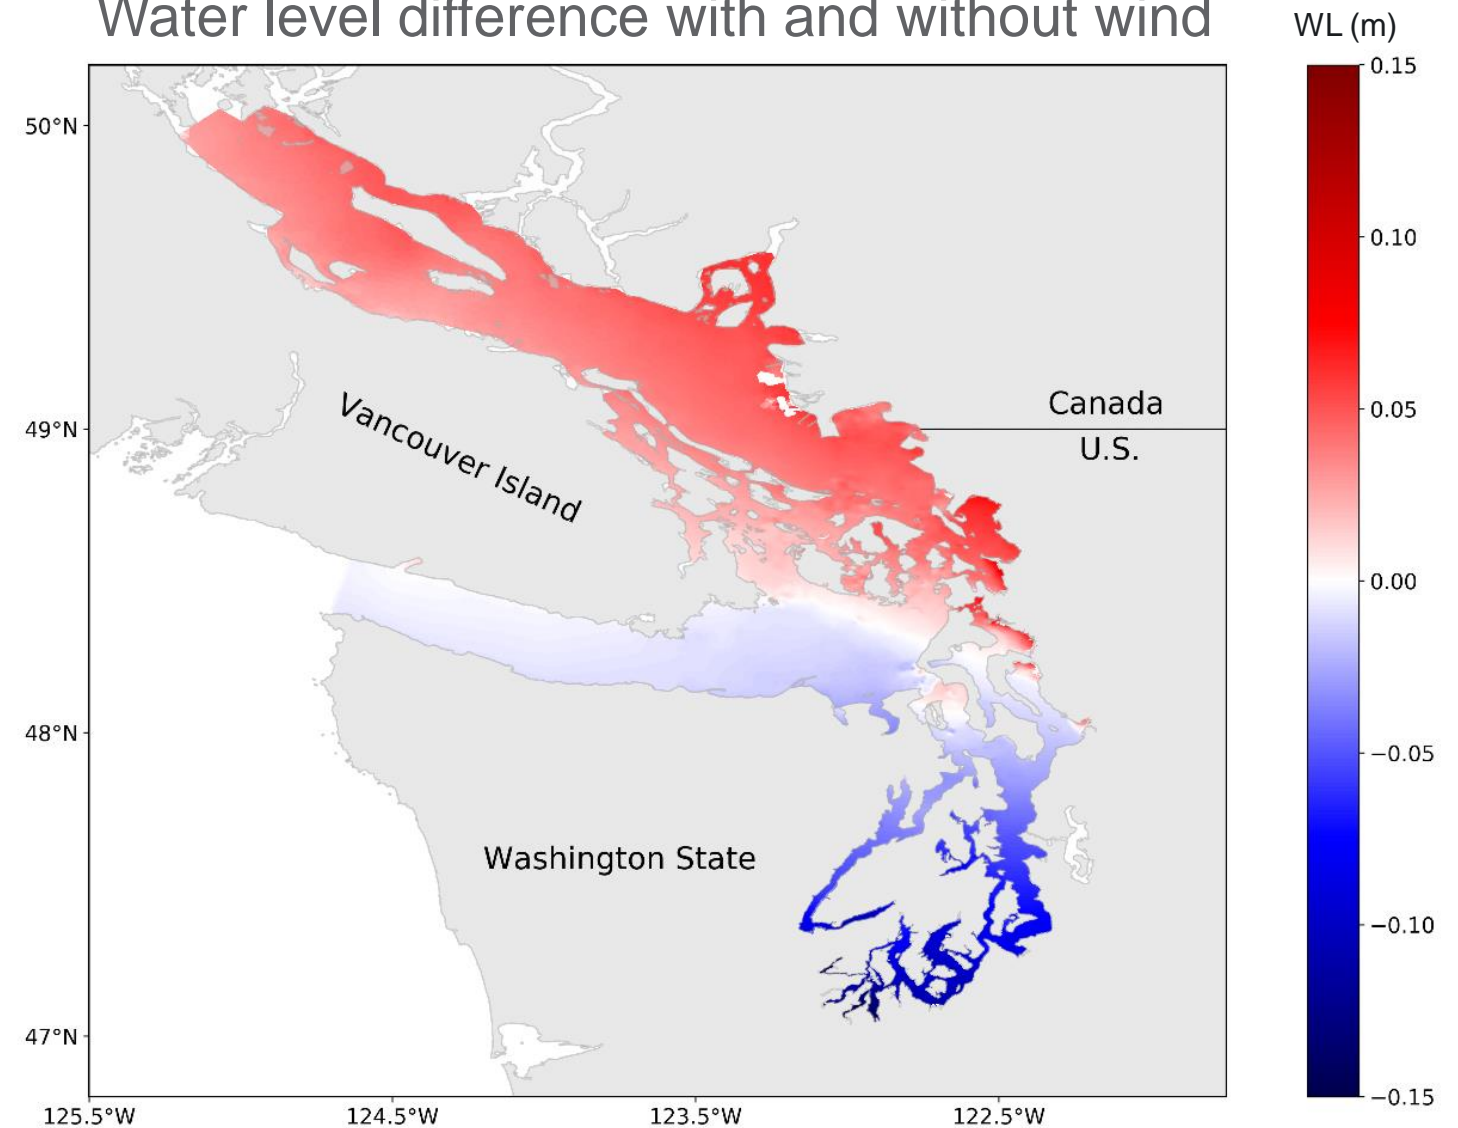 Water level difference with and without wind
WL (m)
0.15
0.10
0.05
0.00
−0.05
−0.10
−0.15
50°N
49°N
48°N
47°N
125.5°W
124.5°W
123.5°W
122.5°W
Canada
U.S.
Vancouver Island
Washington State